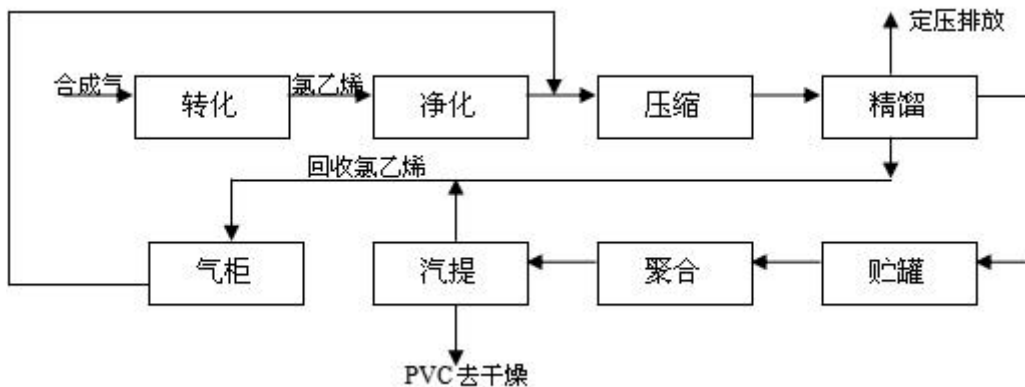 定压排放
合成气
转化
氯乙烯
净化
压缩
精馏
回收氯乙烯
气柜
汽提
聚合
贮罐
PVC去干燥